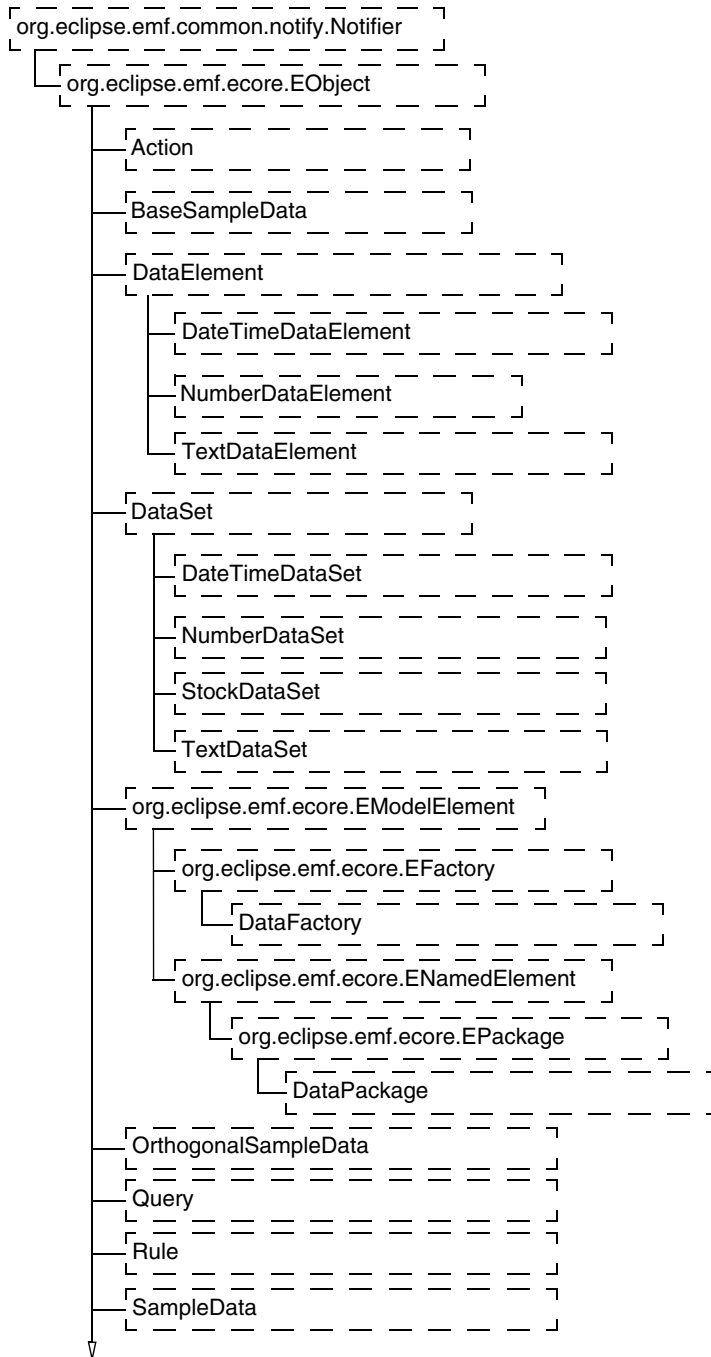 org.eclipse.emf.common.notify.Notifier
org.eclipse.emf.ecore.EObject
Action
BaseSampleData
DataElement
DateTimeDataElement
NumberDataElement
TextDataElement
DataSet
DateTimeDataSet
NumberDataSet
StockDataSet
TextDataSet
org.eclipse.emf.ecore.EModelElement
org.eclipse.emf.ecore.EFactory
DataFactory
org.eclipse.emf.ecore.ENamedElement
org.eclipse.emf.ecore.EPackage
DataPackage
OrthogonalSampleData
Query
Rule
SampleData